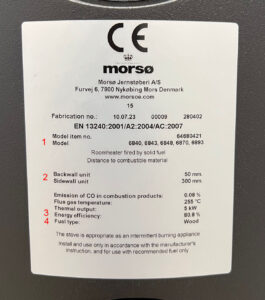 CE
morsø
Morsø Jernstøberi A/S
Furvej 6, 7900 Nykøbing Mors Denmark
www.morsoe.com
15
Fabrication no.: 10.07.23 00009 280402
EN 13240:2001/A2:2004/AC:2007
1 Model item no. 64680421
Model 6840, 6843, 6848, 6870, 6893
Roomheater fired by solid fuel
Distance to combustible material
2 Backwall unit 50 mm.
Sidewall unit 300 mm.
Emission of CO in combustion products: 0.08 %
Flue gas temperature: 255 °C
Thermal output: 5 kW
3 Energy efficiency: 80.8 %
4 Fuel type: Wood
The stove is appropriate as an intermittent burning appliance
Install and use only in accordance with the manufacturer's
instruction, and for use with recommended fuel only